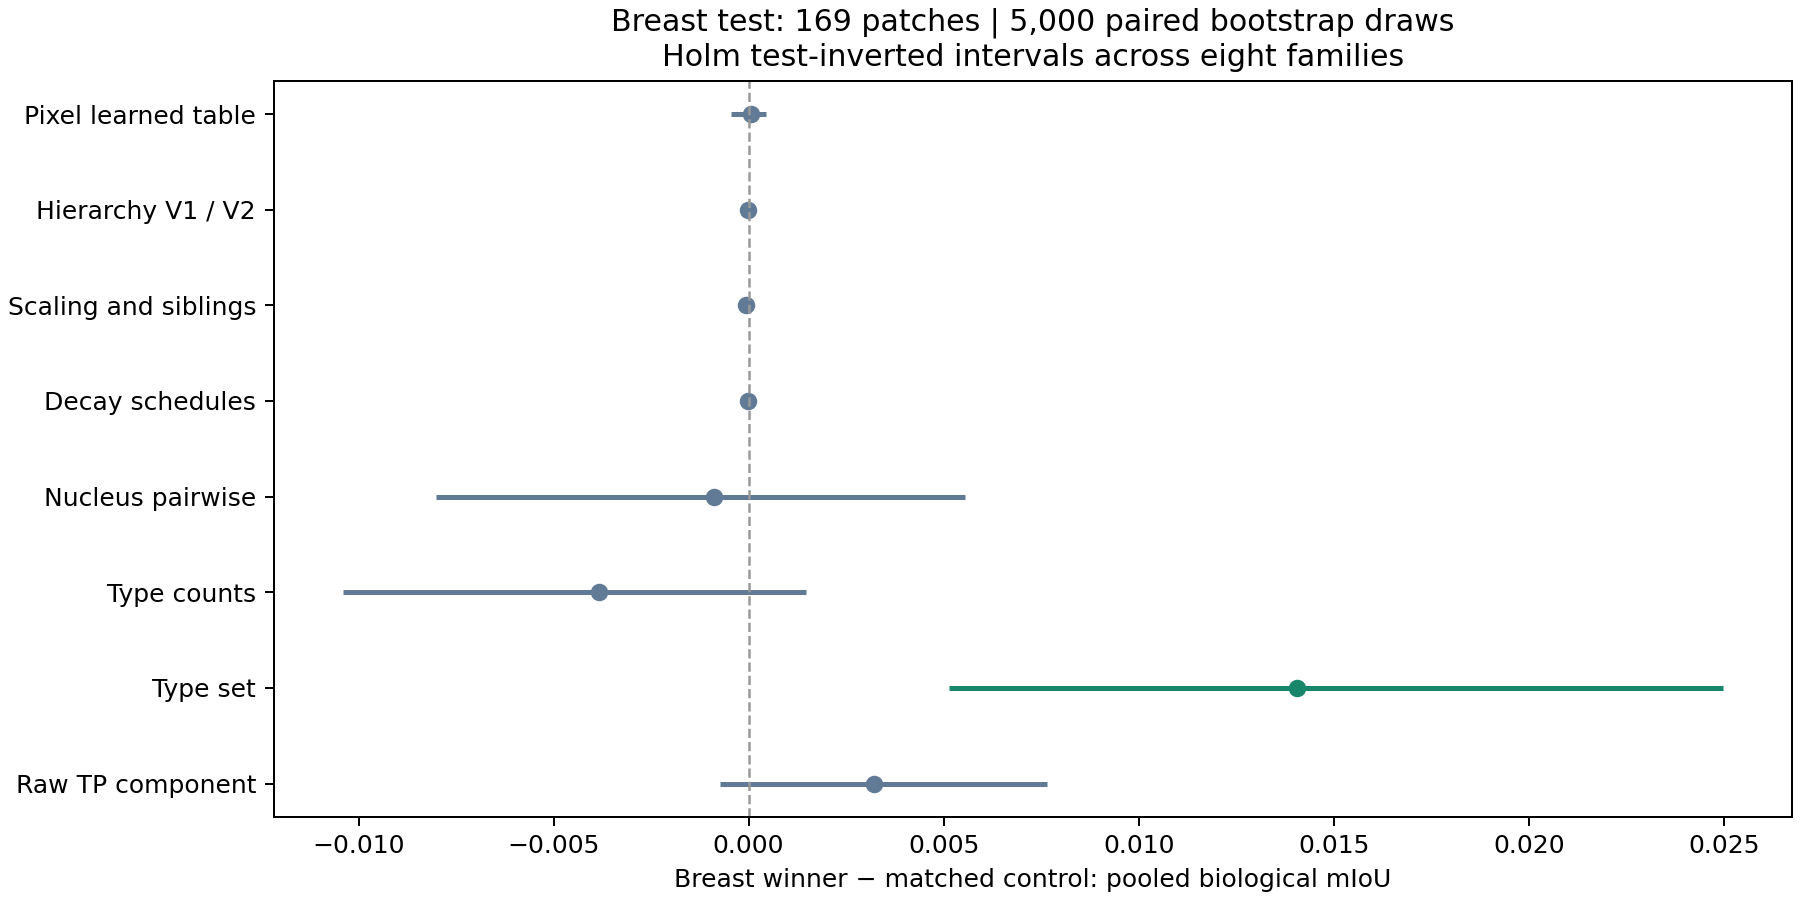 Breast test: 169 patches | 5,000 paired bootstrap draws
Holm test-inverted intervals across eight families
Pixel learned table
Hierarchy V1 / V2
Scaling and siblings
Decay schedules
Nucleus pairwise
Type counts
Type set
Raw TP component
−0.010 −0.005 0.000 0.005 0.010 0.015 0.020 0.025
Breast winner − matched control: pooled biological mIoU